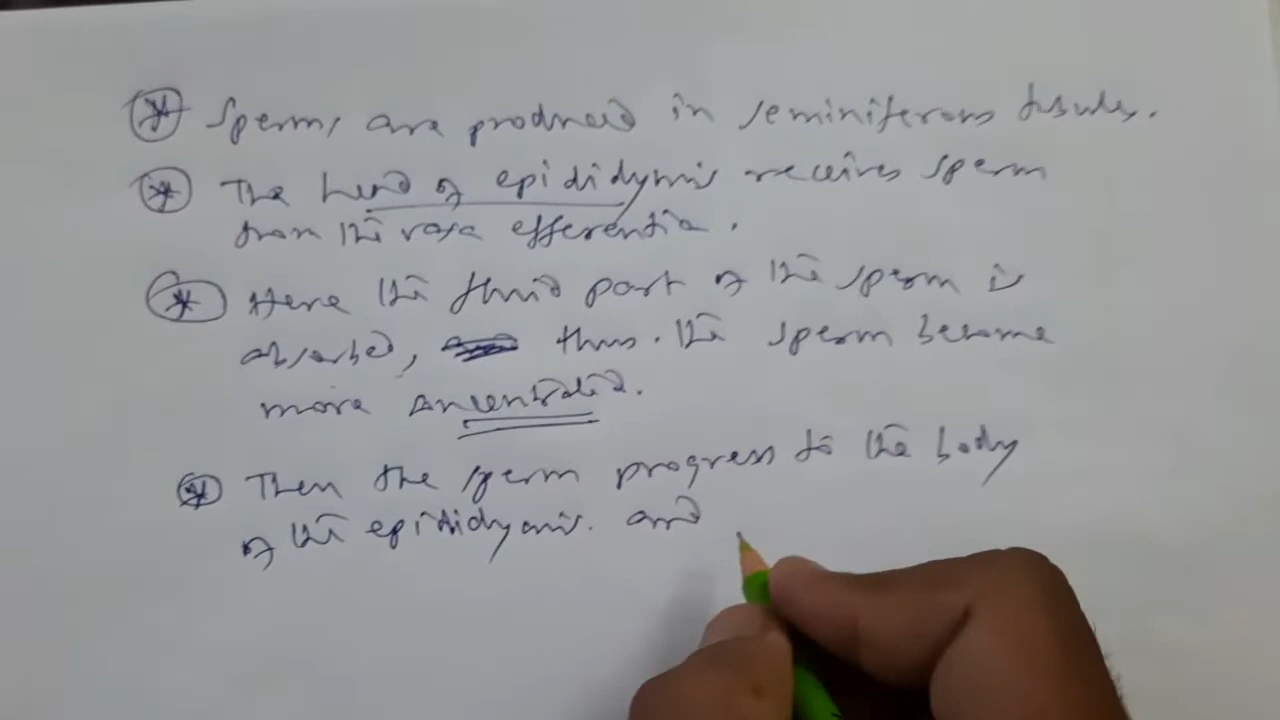 * Sperms are produced in seminiferous tubules.
* The head of epididymis receives sperm
from the vasa efferentia.
* Here the fluid part of the sperm is
absorbed, thus. the sperm become
more concentrated.
* Then the sperm progress to the body
of the epididymis. and